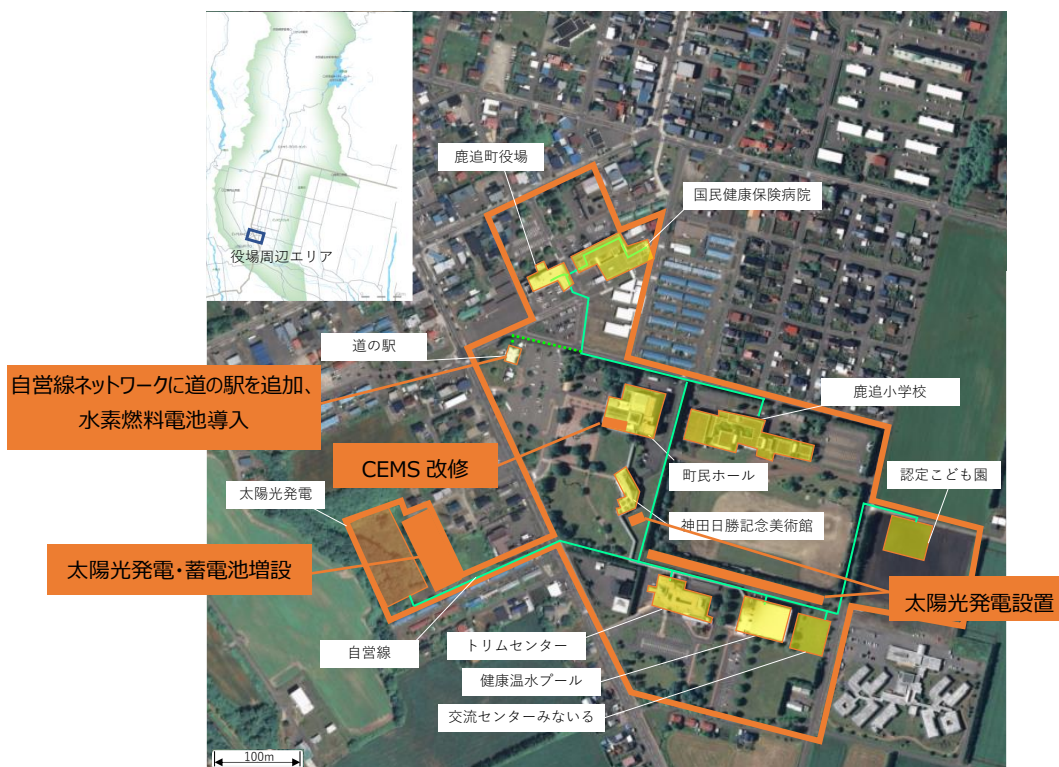 役場周辺エリア
鹿追町役場
国民健康保険病院
道の駅
自営線ネットワークに道の駅を追加、
水素燃料電池導入
鹿追小学校
CEMS 改修
町民ホール
認定こども園
太陽光発電
神田日勝記念美術館
太陽光発電・蓄電池増設
太陽光発電設置
自営線
トリムセンター
健康温水プール
交流センターみないる
100m